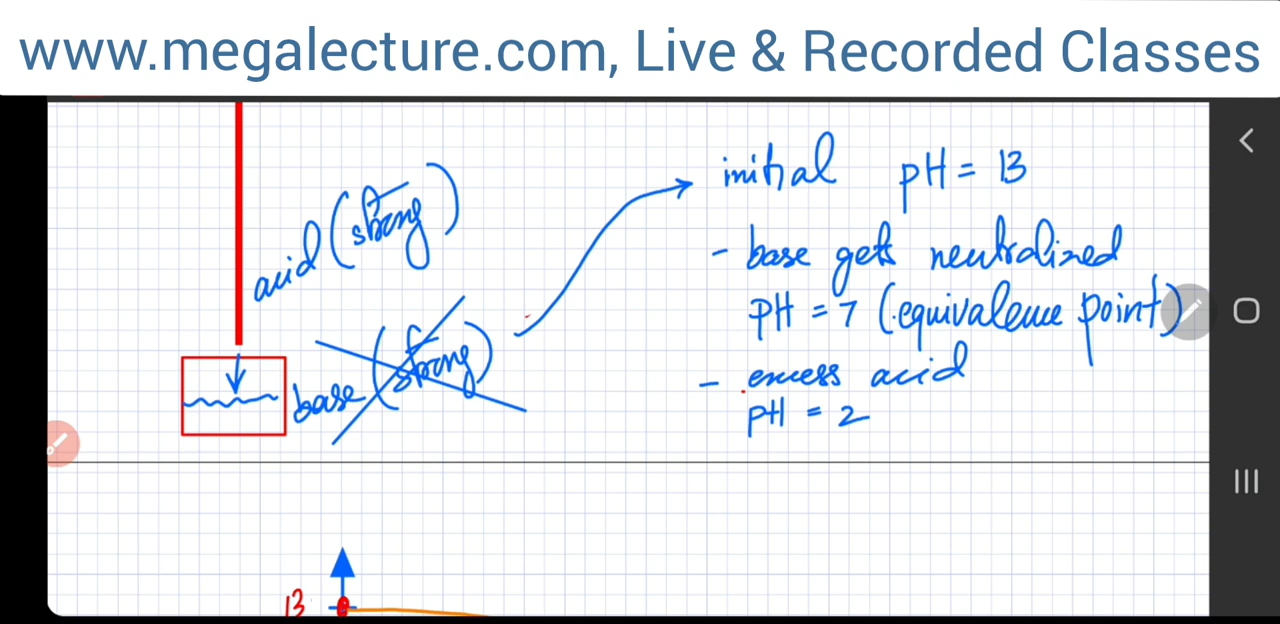 www.megalecture.com, Live & Recorded Classes
initial pH = 13
acid (strong)
- base gets neutralized
pH = 7 (equivalence point)
base (strong)
- excess acid
pH = 2
13